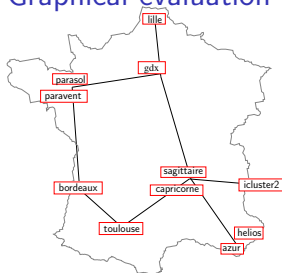 Graphical evaluation
lille
gdx
parasol
paravent
sagittaire
icluster2
bordeaux
capricorne
toulouse
helios
azur